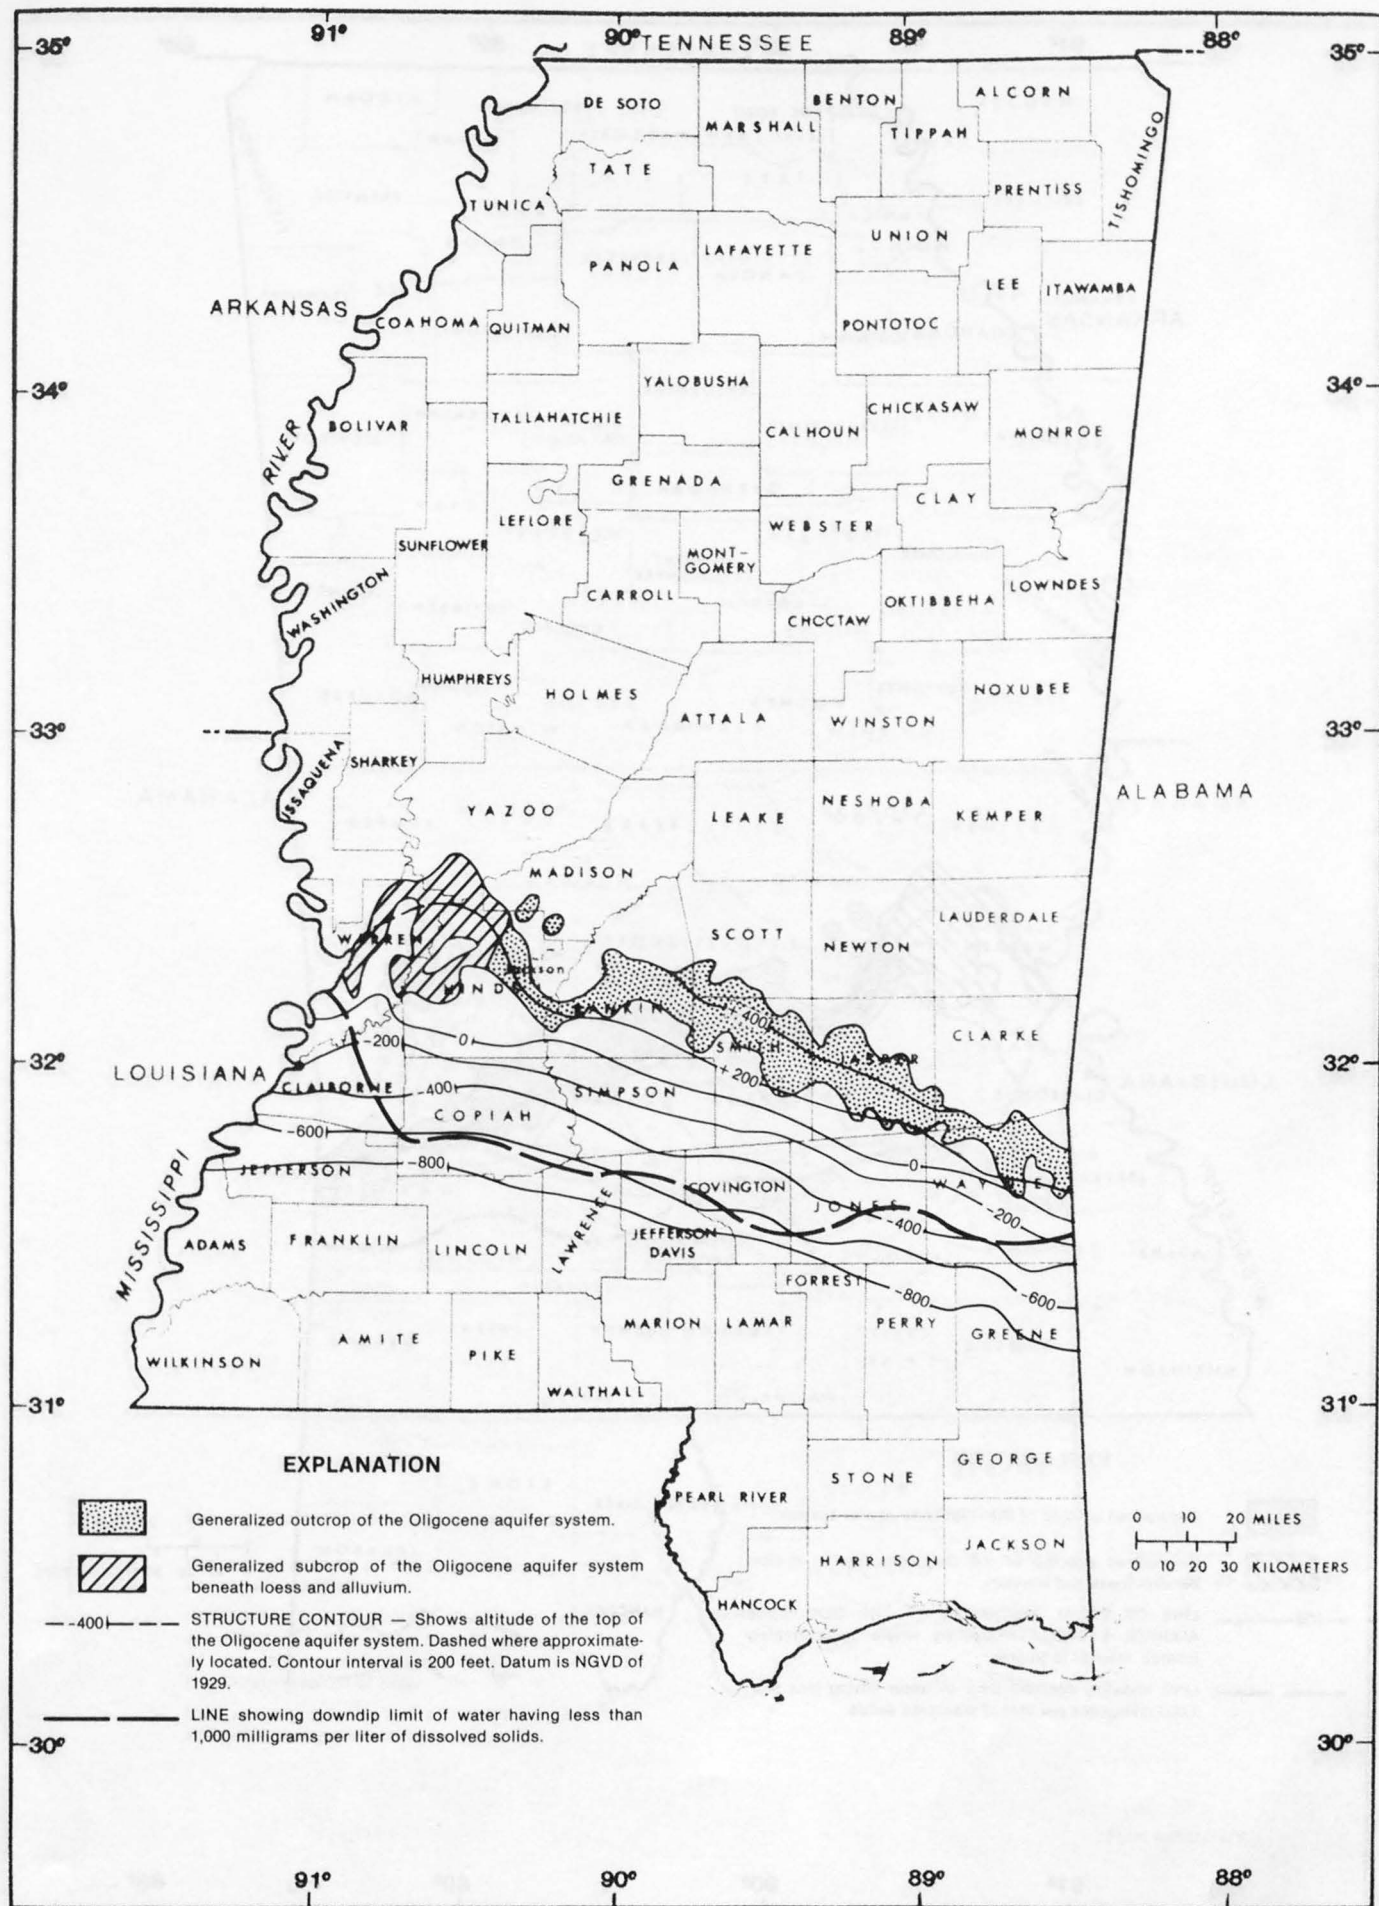 91° 90° 89° 88°
35° TENNESSEE 35°
DE SOTO BENTON ALCORN
MARSHALL TIPPAH
TATE TISHOMINGO
PRENTISS
TUNICA
UNION
LAFAYETTE
PANOLA
LEE ITAWAMBA
ARKANSAS
COAHOMA QUITMAN PONTOTOC
34° 34°
YALOBUSHA
CHICKASAW
BOLIVAR TALLAHATCHIE CALHOUN MONROE
RIVER
GRENADA
CLAY
LEFLORE WEBSTER
SUNFLOWER MONT-
GOMERY
WASHINGTON CARROLL OKTIBBEHA LOWNDES
CHOCTAW
HUMPHREYS
HOLMES NOXUBEE
ATTALA WINSTON
33° 33°
ISSAQUENA SHARKEY
ALABAMA
YAZOO NESHOBA
LEAKE KEMPER
MADISON
LAUDERDALE
WARREN SCOTT NEWTON
Jackson
HINDS
RANKIN +400
CLARKE
-200 0 SMITH JASPER
32° 32°
LOUISIANA +200
CLAIBORNE -400 SIMPSON
COPIAH
-600
-800 0
JEFFERSON COVINGTON WAYNE
JONES
-400 -200
MISSISSIPPI LAWRENCE
ADAMS FRANKLIN LINCOLN JEFFERSON
DAVIS
FORREST
-800 -600
MARION LAMAR PERRY
AMITE GREENE
WILKINSON PIKE
WALTHALL
31° 31°
EXPLANATION
GEORGE
STONE
PEARL RIVER
Generalized outcrop of the Oligocene aquifer system.
0 10 20 MILES
JACKSON
HARRISON
0 10 20 30 KILOMETERS
Generalized subcrop of the Oligocene aquifer system
beneath loess and alluvium.
HANCOCK
-400 STRUCTURE CONTOUR — Shows altitude of the top of
the Oligocene aquifer system. Dashed where approximate-
ly located. Contour interval is 200 feet. Datum is NGVD of
1929.
LINE showing downdip limit of water having less than
1,000 milligrams per liter of dissolved solids.
30° 30°
91° 90° 89° 88°